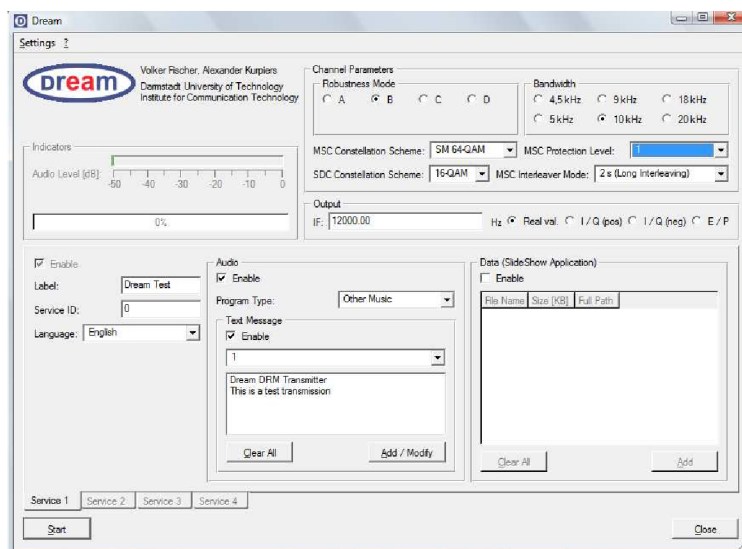 Dream
Settings ?
Dream
Volker Fischer, Alexander Kurpiers
Darmstadt University of Technology
Institute for Communication Technology
Indicators
Audio Level [dB]:
-50 -40 -30 -20 -10 0
0%
Channel Parameters
Robustness Mode
A B C D
Bandwidth
4,5 kHz 9 kHz 18 kHz
5 kHz 10 kHz 20 kHz
MSC Constellation Scheme: SM 64-QAM MSC Protection Level: 1
SDC Constellation Scheme: 16-QAM MSC Interleaver Mode: 2 s (Long Interleaving)
Output
IF: 12000.00 Hz Real val. I / Q (pos) I / Q (neg) E / P
Enable
Label: Dream Test
Service ID: 0
Language: English
Audio
Enable
Program Type: Other Music
Text Message
Enable
1
Dream DRM Transmitter
This is a test transmission
Clear All Add / Modify
Data (SlideShow Application)
Enable
File Name Size [KB] Full Path
Clear All Add
Service 1 Service 2 Service 3 Service 4
Start Close